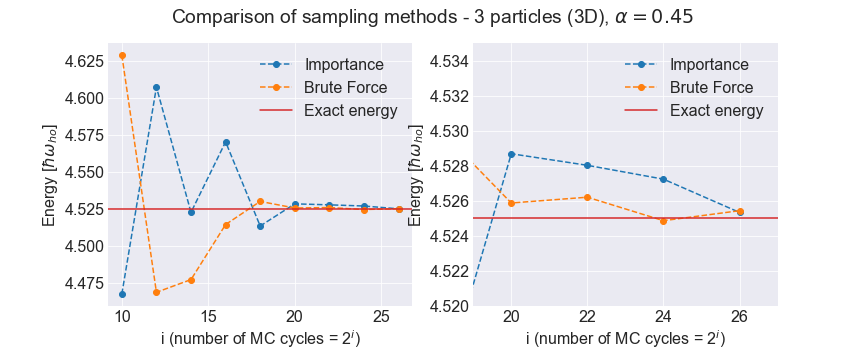 Comparison of sampling methods - 3 particles (3D), α = 0.45
Energy [ħω_ho]
4.625
4.600
4.575
4.550
4.525
4.500
4.475
Importance
Brute Force
Exact energy
10
15
20
25
i (number of MC cycles = 2^i)
Energy [ħω_ho]
4.534
4.532
4.530
4.528
4.526
4.524
4.522
4.520
Importance
Brute Force
Exact energy
20
22
24
26
i (number of MC cycles = 2^i)